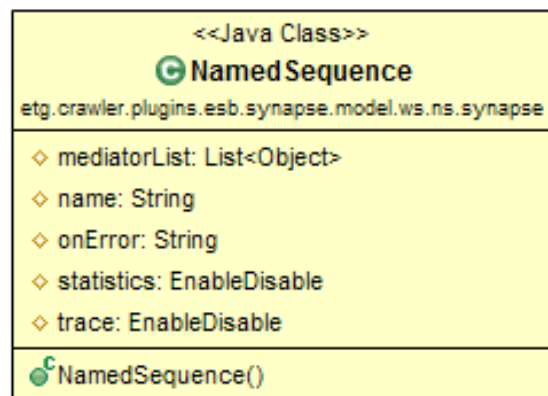 <<Java Class>>
C NamedSequence
etg.crawler.plugins.esb.synapse.model.ws.ns.synapse
mediatorList: List<Object>
name: String
onError: String
statistics: EnableDisable
trace: EnableDisable
C NamedSequence()